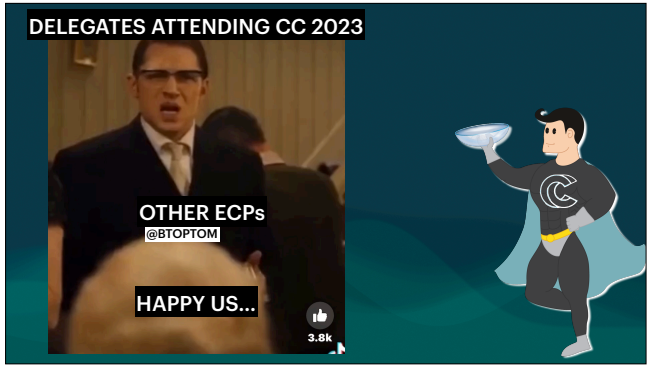 DELEGATES ATTENDING CC 2023
OTHER ECPs
@BTOPTOM
HAPPY US...
3.8k